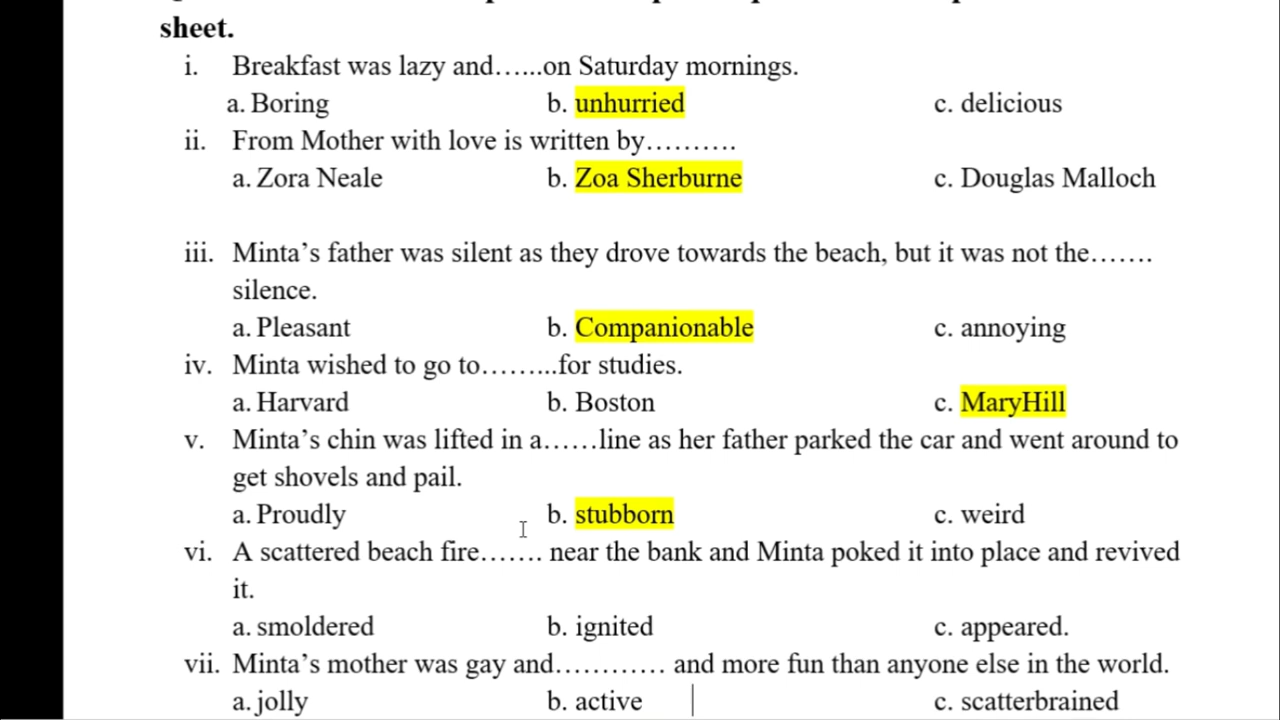 sheet.
i. Breakfast was lazy and…...on Saturday mornings.
a. Boring b. unhurried c. delicious
ii. From Mother with love is written by……….
a. Zora Neale b. Zoa Sherburne c. Douglas Malloch
iii. Minta’s father was silent as they drove towards the beach, but it was not the…….
silence.
a. Pleasant b. Companionable c. annoying
iv. Minta wished to go to……...for studies.
a. Harvard b. Boston c. MaryHill
v. Minta’s chin was lifted in a……line as her father parked the car and went around to
get shovels and pail.
a. Proudly b. stubborn c. weird
vi. A scattered beach fire……. near the bank and Minta poked it into place and revived
it.
a. smoldered b. ignited c. appeared.
vii. Minta’s mother was gay and………… and more fun than anyone else in the world.
a. jolly b. active c. scatterbrained